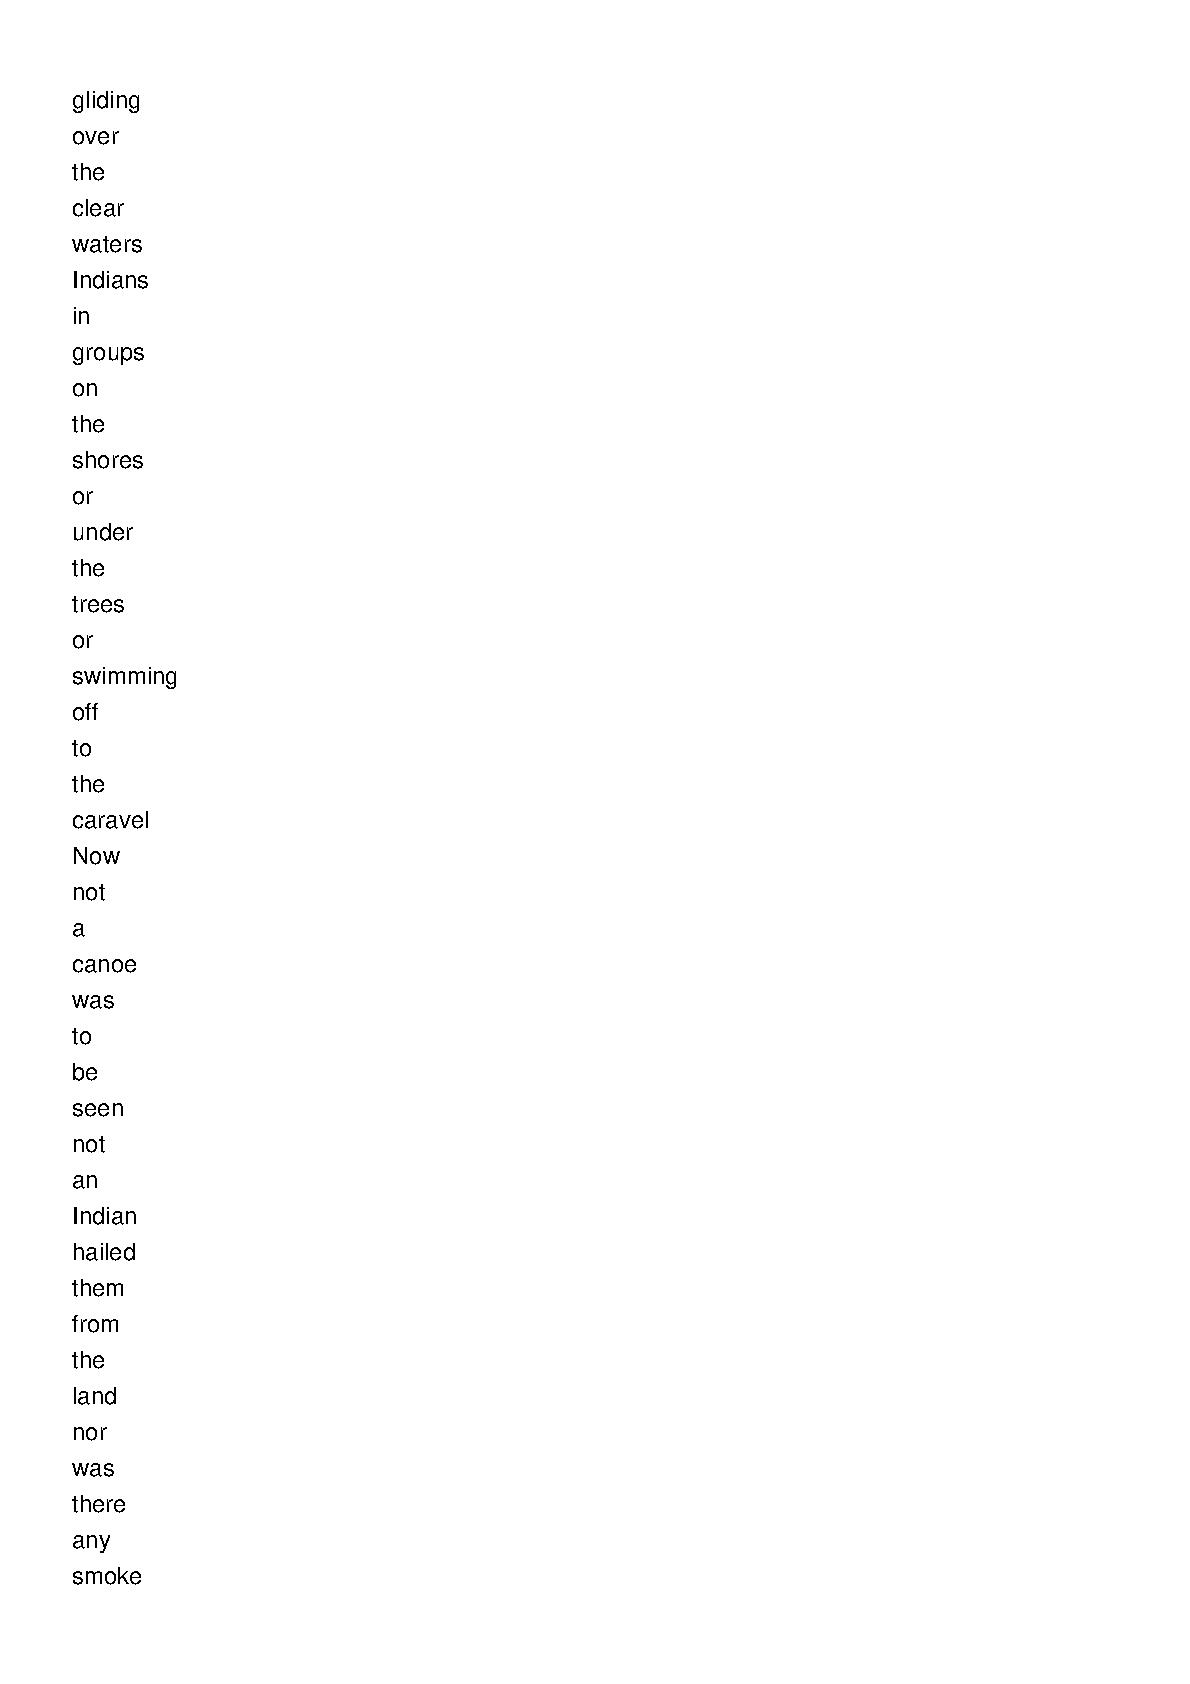 gliding
over
the
clear
waters
Indians
in
groups
on
the
shores
or
under
the
trees
or
swimming
off
to
the
caravel
Now
not
a
canoe
was
to
be
seen
not
an
Indian
hailed
them
from
the
land
nor
was
there
any
smoke